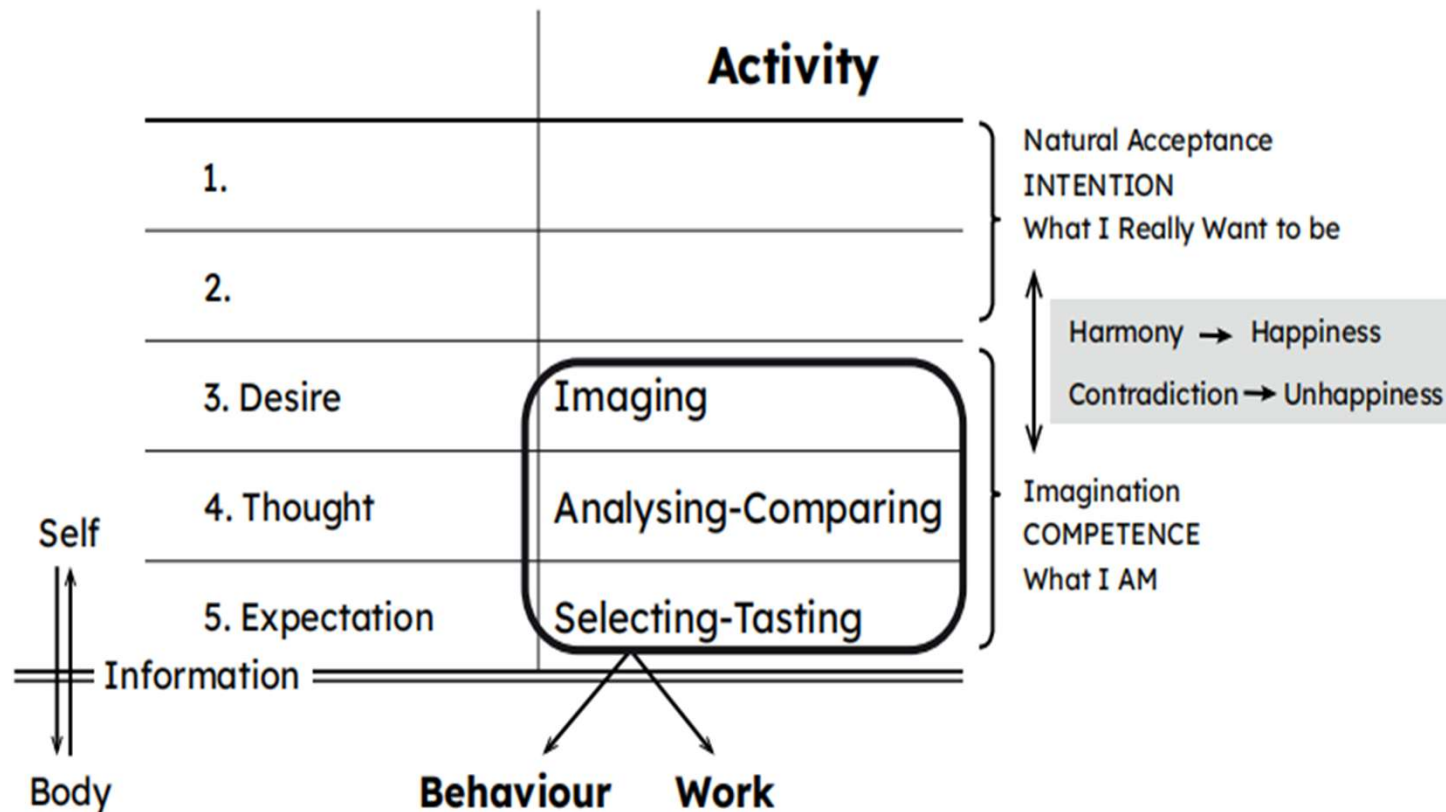 Activity
1.
2.
3. Desire
Imaging
4. Thought
Analysing-Comparing
5. Expectation
Selecting-Tasting
Natural Acceptance
INTENTION
What I Really Want to be
Harmony → Happiness
Contradiction → Unhappiness
Imagination
COMPETENCE
What I AM
Self
Information
Body
Behaviour
Work